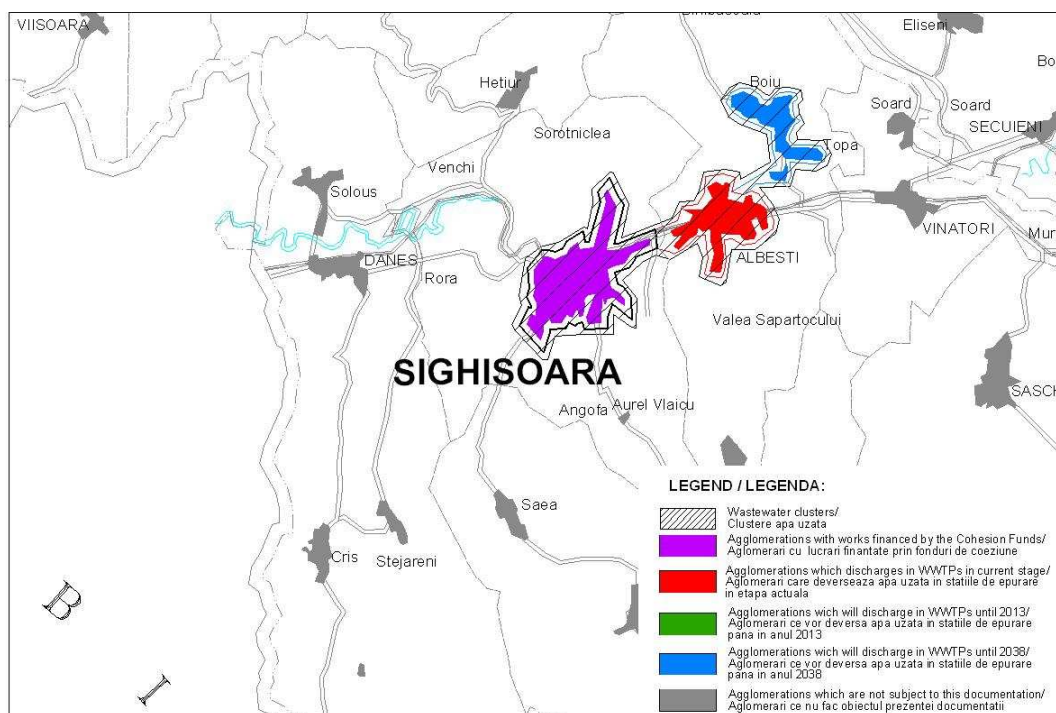 VIISOARA
Eliseni
Hetiur
Boiu
Bo
Soard
Soard
Sorotniclea
SECUIENI
Topa
Venchi
Solous
VINATORI
Mur
DANES
ALBESTI
Rora
Valea Sapartocului
SIGHISOARA
SASCH
Angofa
Aurel Vlaicu
LEGEND / LEGENDA:
Saea
Wastewater clusters/
Clustere apa uzata
Agglomerations with works financed by the Cohesion Funds/
Aglomerari cu lucrari finantate prin fonduri de coeziune
Cris
Stejareni
Agglomerations which discharges in WWTPs in current stage/
Aglomerari care deverseaza apa uzata in statiile de epurare
in etapa actuala
Agglomerations wich will discharge in WWTPs until 2013/
Aglomerari ce vor deversa apa uzata in statiile de epurare
pana in anul 2013
B
Agglomerations wich will discharge in WWTPs until 2038/
Aglomerari ce vor deversa apa uzata in statiile de epurare
pana in anul 2038
I
Agglomerations which are not subject to this documentation/
Aglomerari ce nu fac obiectul prezentei documentatii